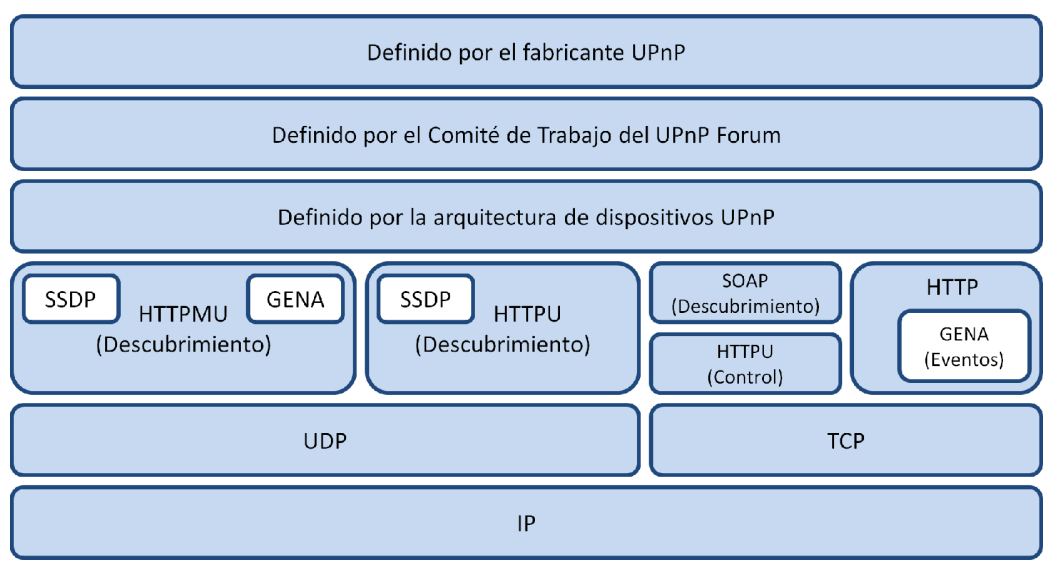 Definido por el fabricante UPnP
Definido por el Comité de Trabajo del UPnP Forum
Definido por la arquitectura de dispositivos UPnP
SSDP
HTTPMU
(Descubrimiento)
GENA
SSDP
HTTPU
(Descubrimiento)
SOAP
(Descubrimiento)
HTTPU
(Control)
HTTP
GENA
(Eventos)
UDP
TCP
IP